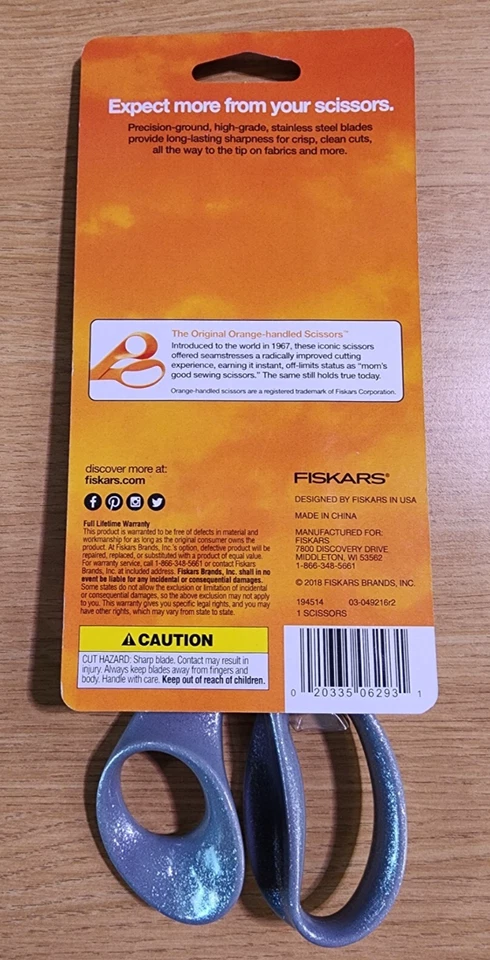 Expect more from your scissors.
Precision-ground, high-grade, stainless steel blades
provide long-lasting sharpness for crisp, clean cuts,
all the way to the tip on fabrics and more.
The Original Orange-handled Scissors™
Introduced to the world in 1967, these iconic scissors
offered seamstresses a radically improved cutting
experience, earning it instant, off-limits status as "mom's
good sewing scissors." The same still holds true today.
Orange-handled scissors are a registered trademark of Fiskars Corporation.
discover more at:
fiskars.com
Full Lifetime Warranty
This product is warranted to be free of defects in material and
workmanship for as long as the original consumer owns the
product. At Fiskars Brands, Inc.'s option, defective product will be
repaired, replaced, or substituted with a product of equal value.
For warranty service, call 1-866-348-5661 or contact Fiskars
Brands, Inc. at included address. Fiskars Brands, Inc. shall in no
event be liable for any incidental or consequential damages.
Some states do not allow the exclusion or limitation of incidental
or consequential damages, so the above exclusion may not apply
to you. This warranty gives you specific legal rights, and you may
have other rights, which may vary from state to state.
CAUTION
CUT HAZARD: Sharp blade. Contact may result in
injury. Always keep blades away from fingers and
body. Handle with care. Keep out of reach of children.
FISKARS®
DESIGNED BY FISKARS IN USA
MADE IN CHINA
MANUFACTURED FOR:
FISKARS
7800 DISCOVERY DRIVE
MIDDLETON, WI 53562
1-866-348-5661
© 2018 FISKARS BRANDS, INC.
194514 03-049216r2
1 SCISSORS
0 20335 06293 1